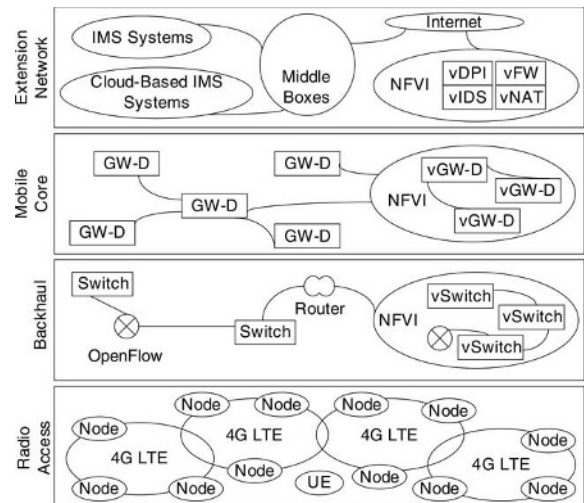 Extension
Network
IMS Systems
Cloud-Based IMS
Systems
Middle
Boxes
Internet
NFVI
vDPI
vFW
vIDS
vNAT
Mobile
Core
GW-D
GW-D
GW-D
GW-D
GW-D
NFVI
vGW-D
vGW-D
vGW-D
Backhaul
Switch
OpenFlow
Switch
Router
NFVI
vSwitch
vSwitch
vSwitch
Radio
Access
Node
Node
Node
4G LTE
Node
Node
Node
4G LTE
UE
Node
Node
Node
4G LTE
Node
Node
Node
4G LTE